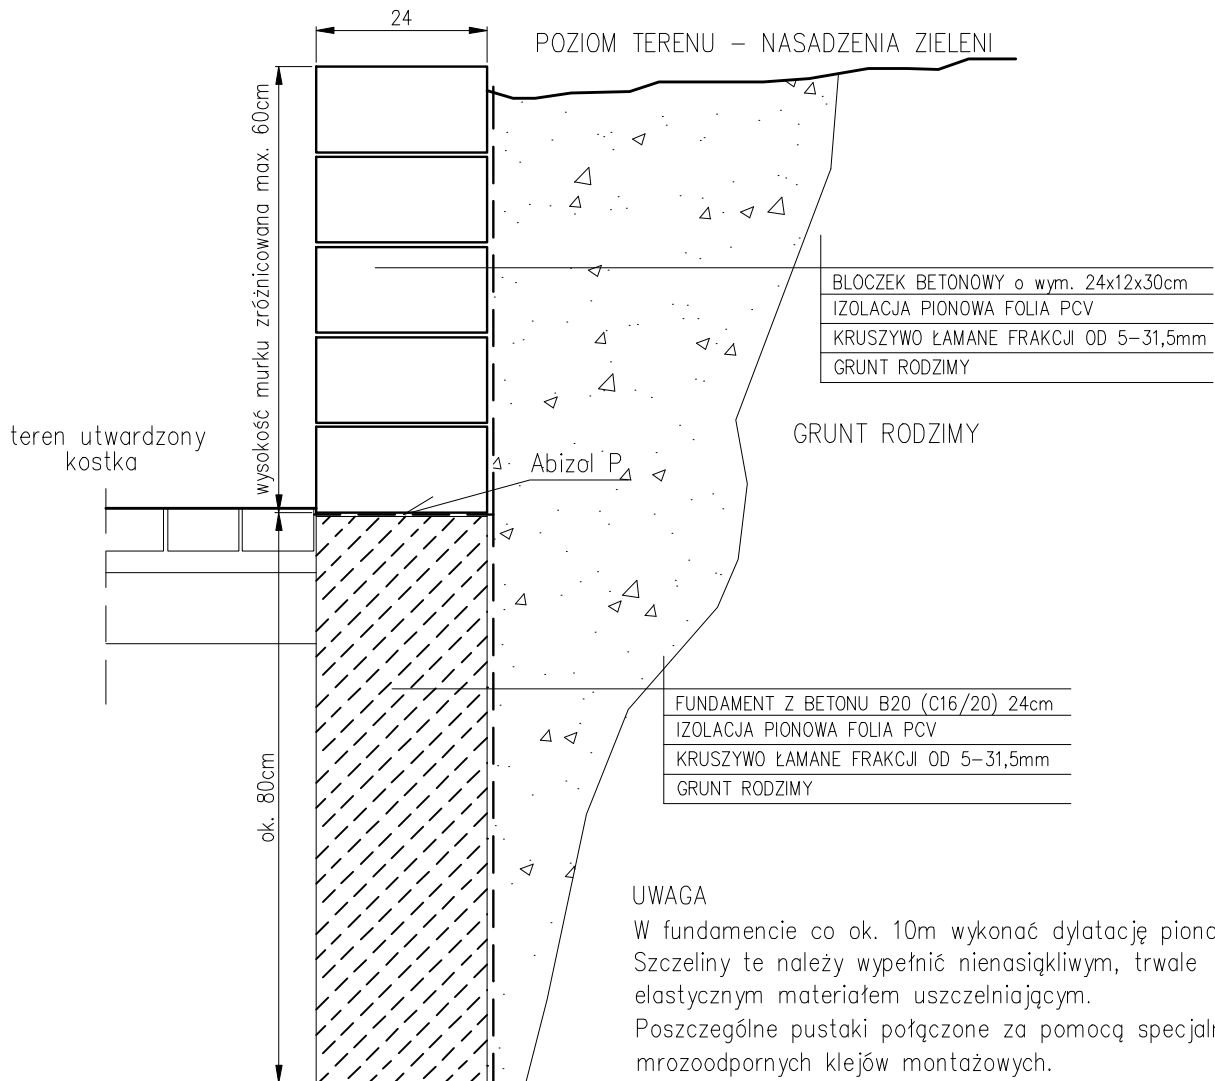 24
POZIOM TERENU – NASADZENIA ZIELENI
wysokość murku zróżnicowana max. 60cm
BLOCZEK BETONOWY o wym. 24x12x30cm
IZOLACJA PIONOWA FOLIA PCV
KRUSZYWO ŁAMANE FRAKCJI OD 5–31,5mm
GRUNT RODZIMY
teren utwardzony
kostka
GRUNT RODZIMY
Abizol P
ok. 80cm
FUNDAMENT Z BETONU B20 (C16/20) 24cm
IZOLACJA PIONOWA FOLIA PCV
KRUSZYWO ŁAMANE FRAKCJI OD 5–31,5mm
GRUNT RODZIMY
UWAGA
W fundamencie co ok. 10m wykonać dylatację
Szczeliny te należy wypełnić nienasiąkliwym, trwale
elastycznym materiałem uszczelniającym.
Poszczególne pustaki połączone za pomocą
mrozoodpornych klejów montażowych.